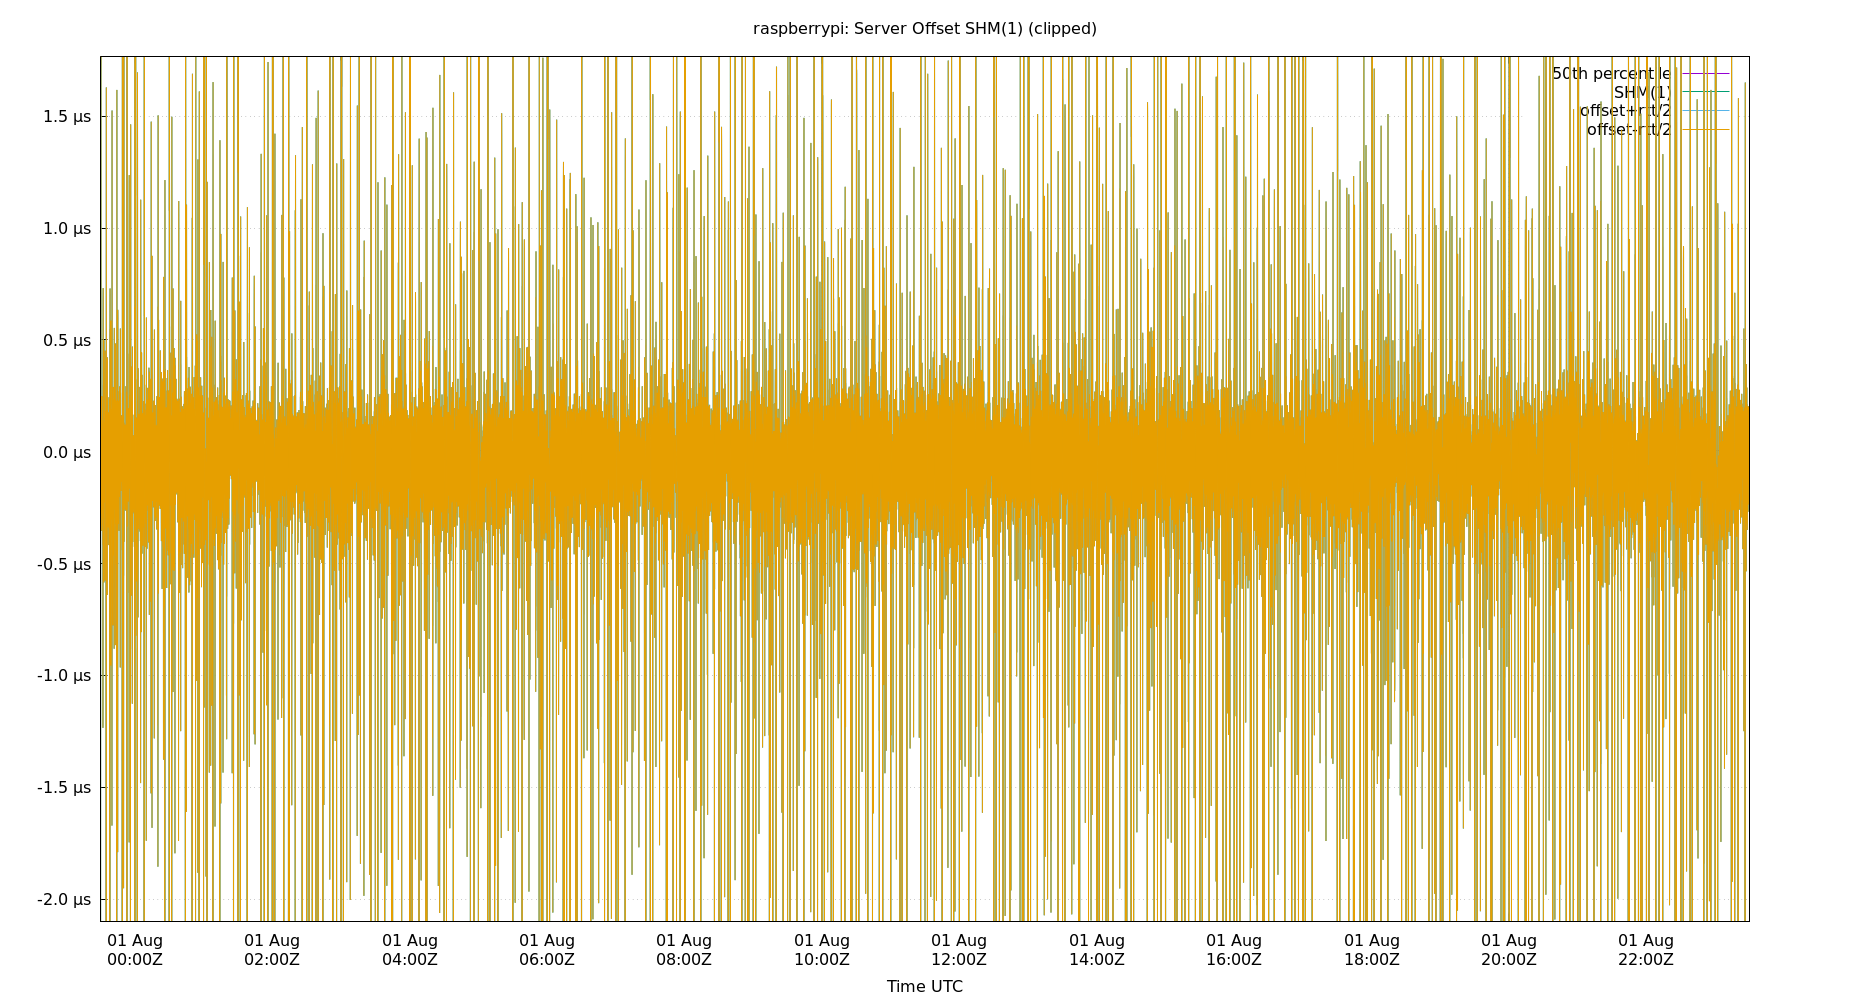 raspberrypi: Server Offset SHM(1) (clipped)
50th percentile
SHM(1)
offset+rtt/2
offset-rtt/2
1.5 µs
1.0 µs
0.5 µs
0.0 µs
-0.5 µs
-1.0 µs
-1.5 µs
-2.0 µs
01 Aug 01 Aug 01 Aug 01 Aug 01 Aug 01 Aug 01 Aug 01 Aug 01 Aug 01 Aug 01 Aug 01 Aug
00:00Z 02:00Z 04:00Z 06:00Z 08:00Z 10:00Z 12:00Z 14:00Z 16:00Z 18:00Z 20:00Z 22:00Z
Time UTC